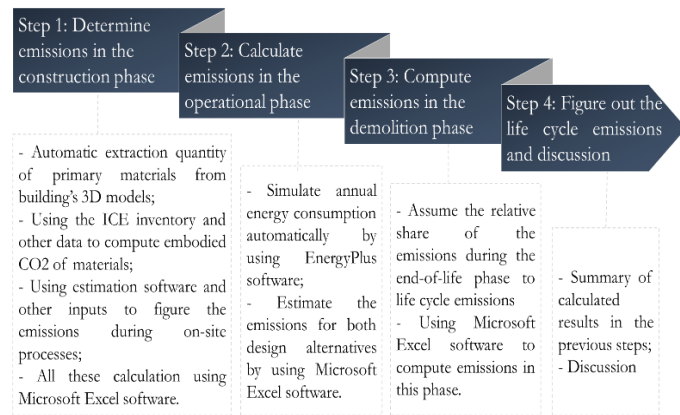 Step 1: Determine
emissions in the
construction phase
Step 2: Calculate
emissions in the
operational phase
Step 3: Compute
emissions in the
demolition phase
Step 4: Figure out the
life cycle emissions
and discussion
- Automatic extraction quantity
of primary materials from
building's 3D models;
- Using the ICE inventory and
other data to compute embodied
CO2 of materials;
- Using estimation software and
other inputs to figure the
emissions during on-site
processes;
- All these calculation using
Microsoft Excel software.
- Simulate annual
energy consumption
automatically by
using EnergyPlus
software;
- Estimate the
emissions for both
design alternatives
by using Microsoft
Excel software.
- Assume the relative
share of the
emissions during the
end-of-life phase to
life cycle emissions
- Using Microsoft
Excel software to
compute emissions in
this phase.
- Summary of
calculated
results in the
previous steps;
- Discussion